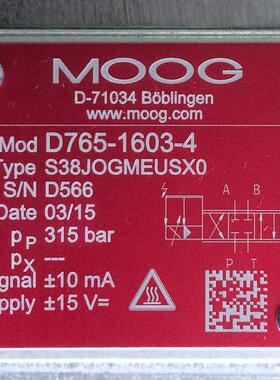 MOOG
D-71034 Böblingen
www.moog.com
Mod D765-1603-4
Type S38JOGMEUSX0
S/N D566
Date 03/15
pP 315 bar
pX ---
gnal ±10 mA
pply ±15 V=
A B
P T